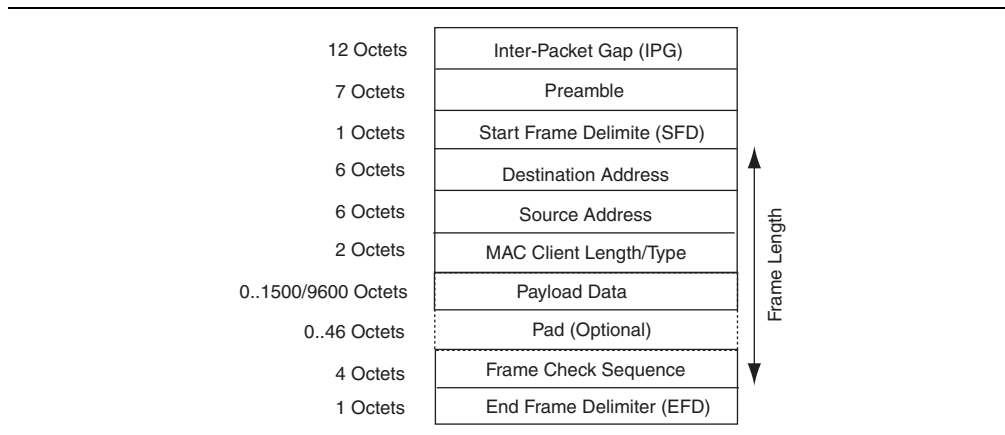 12 Octets Inter-Packet Gap (IPG)
7 Octets Preamble
1 Octets Start Frame Delimite (SFD)
6 Octets Destination Address
6 Octets Source Address
2 Octets MAC Client Length/Type
0..1500/9600 Octets Payload Data
0..46 Octets Pad (Optional)
4 Octets Frame Check Sequence
1 Octets End Frame Delimiter (EFD)
Frame Length